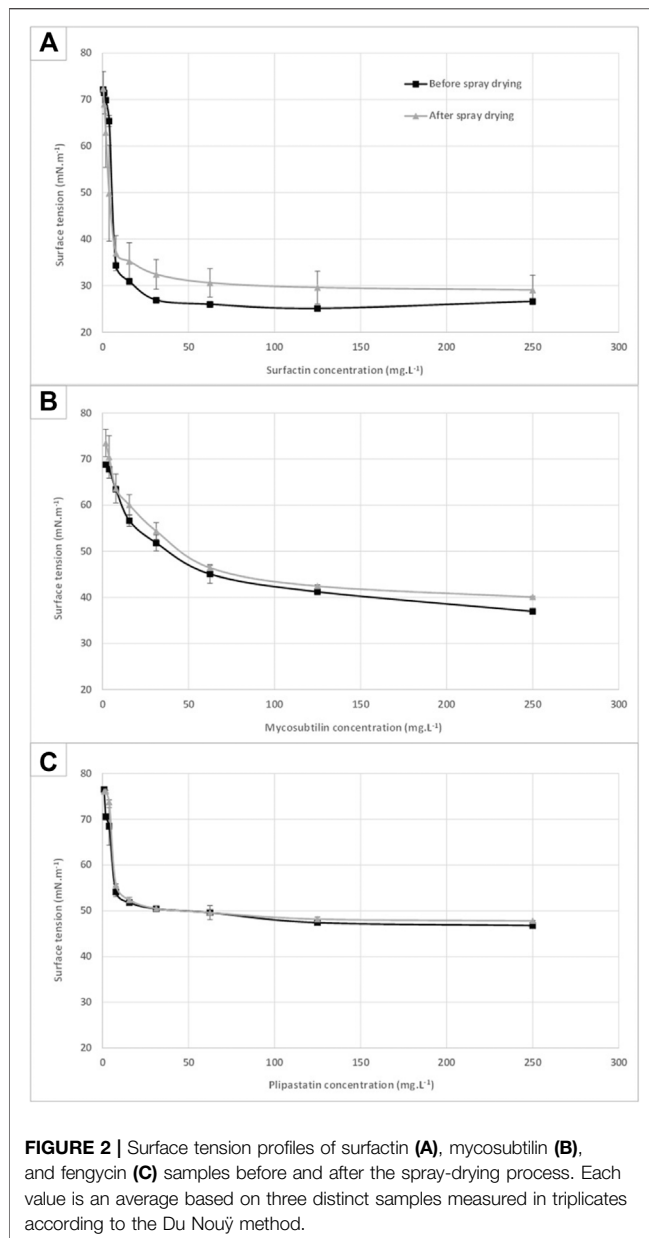 A
80
70
60
50
40
30
20
Surface tension (mN.m⁻¹)
Before spray drying
After spray drying
0 50 100 150 200 250 300
Surfactin concentration (mg.L⁻¹)
B
80
70
60
50
40
30
20
Surface tension (mN.m⁻¹)
0 50 100 150 200 250 300
Mycosubtilin concentration (mg.L⁻¹)
C
80
70
60
50
40
30
20
Surface tension (mN.m⁻¹)
0 50 100 150 200 250 300
Plipastatin concentration (mg.L⁻¹)
FIGURE 2 | Surface tension profiles of surfactin (A), mycosubtilin (B),
and fengycin (C) samples before and after the spray-drying process. Each
value is an average based on three distinct samples measured in triplicates
according to the Du Nouÿ method.